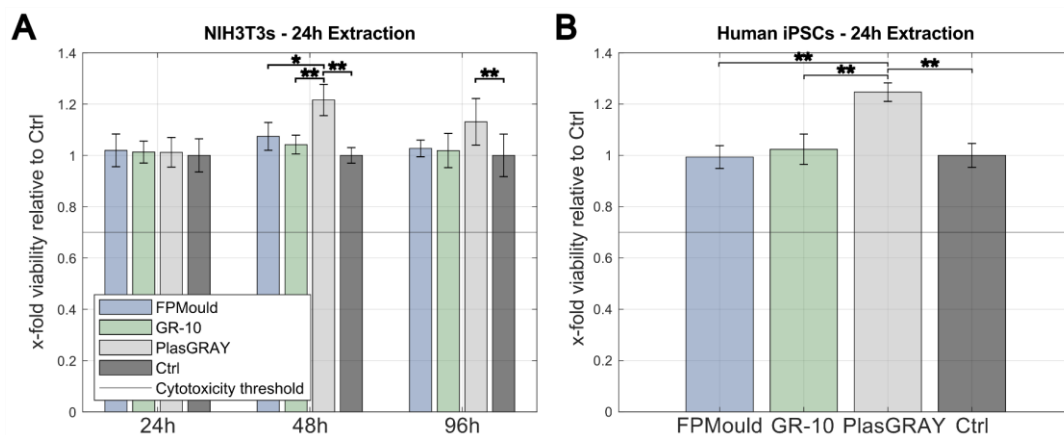 A
NIH3T3s - 24h Extraction
x-fold viability relative to Ctrl
1.4
1.2
1
0.8
0.6
0.4
0.2
0
* **
**
**
FPMould
GR-10
PlasGRAY
Ctrl
Cytotoxicity threshold
24h 48h 96h
B
Human iPSCs - 24h Extraction
x-fold viability relative to Ctrl
1.4
1.2
1
0.8
0.6
0.4
0.2
0
**
** **
FPMould GR-10 PlasGRAY Ctrl